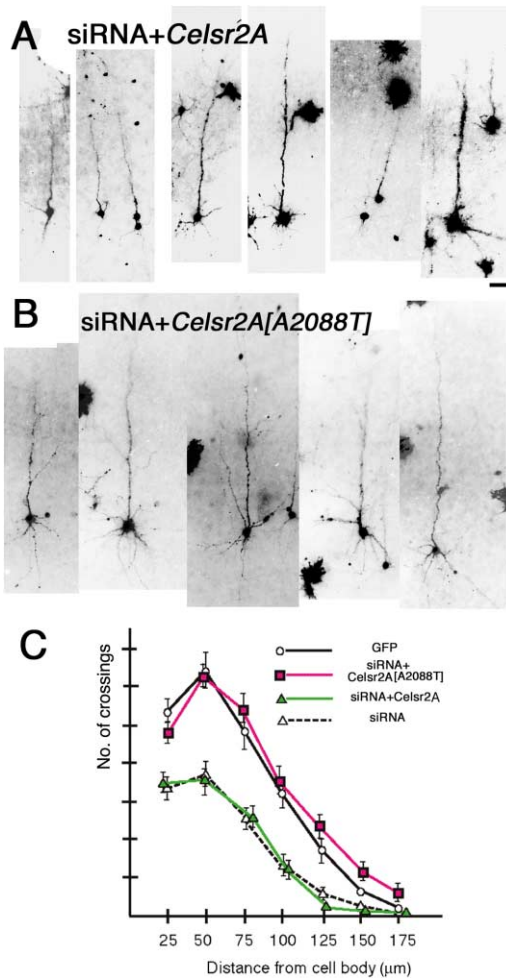 A
siRNA+Celsr2A
B
siRNA+Celsr2A[A2088T]
C
No. of crossings
GFP
siRNA+
Celsr2A[A2088T]
siRNA+Celsr2A
siRNA
25 50 75 100 125 150 175
Distance from cell body (μm)